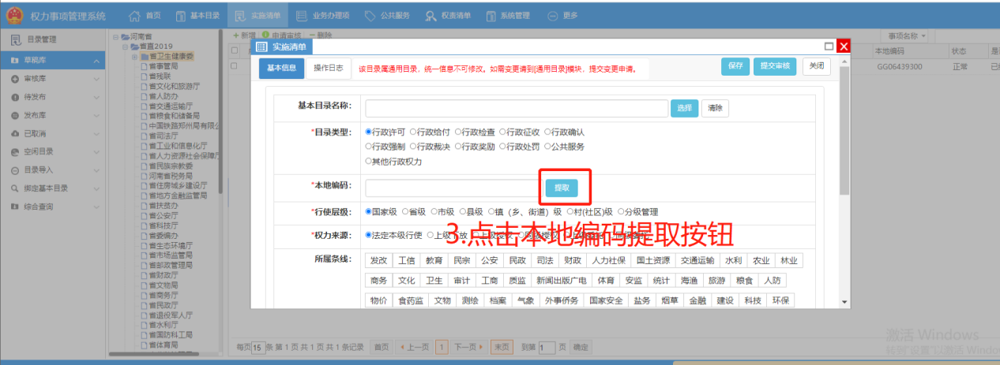 权力事项管理系统 首页 基本目录 实施清单 业务办理项 公共服务 权责清单 系统管理 更多
目录管理
草稿库
审核库
待发布
发布库
已取消
空闲目录
目录导入
绑定基本目录
综合查询
河南省
省直2019
省卫生健康委
省事管局
省残联
省文化和旅游厅
省人防办
省交通运输厅
省粮食和储备局
中国铁路郑州局有限公
省司法厅
省工业和信息化厅
省人力资源社会保障厅
省民族宗教委
河南省税务局
省住房城乡建设厅
省地方金融监管局
省扶贫办
省公安厅
省科技厅
省委编办
省生态环境厅
省市场监管局
省邮政管理局
省财政厅
省文物局
省商务厅
省民政厅
省退役军人厅
省水利厅
省国防科工局
省体育局
新增 申请审核 删除
事项名称
本地编码 状态
GG06439300 正常
实施清单
基本信息 操作日志 该目录属通用目录，统一信息不可修改。如需变更请到[通用目录]模块，提交变更申请。 保存 提交审核 关闭
基本目录名称： 选择 清除
*目录类型： 行政许可 行政给付 行政检查 行政征收 行政确认
行政强制 行政裁决 行政奖励 行政处罚 公共服务
其他行政权力
*本地编码： 提取
*行使层级： 国家级 省级 市级 县级 镇（乡、街道）级 村(社区)级 分级管理
*权力来源： 法定本级行使 上级下放 上级授权 同级授权
3.点击本地编码提取按钮
所属条线： 发改 工信 教育 民宗 公安 民政 司法 财政 人力社保 国土资源 交通运输 水利 农业 林业
商务 文化 卫生 审计 工商 质监 新闻出版广电 体育 安监 统计 海渔 旅游 粮食 人防
物价 食药监 文物 测绘 档案 气象 外事侨务 国家安全 盐务 烟草 金融 建设 科技 环保
每页 15 条 第 1 页 共 1 页 共 1 条记录 首页 上一页 1 下一页 末页 到第 1 页 确定
激活 Windows
转到"设置"以激活 Windows